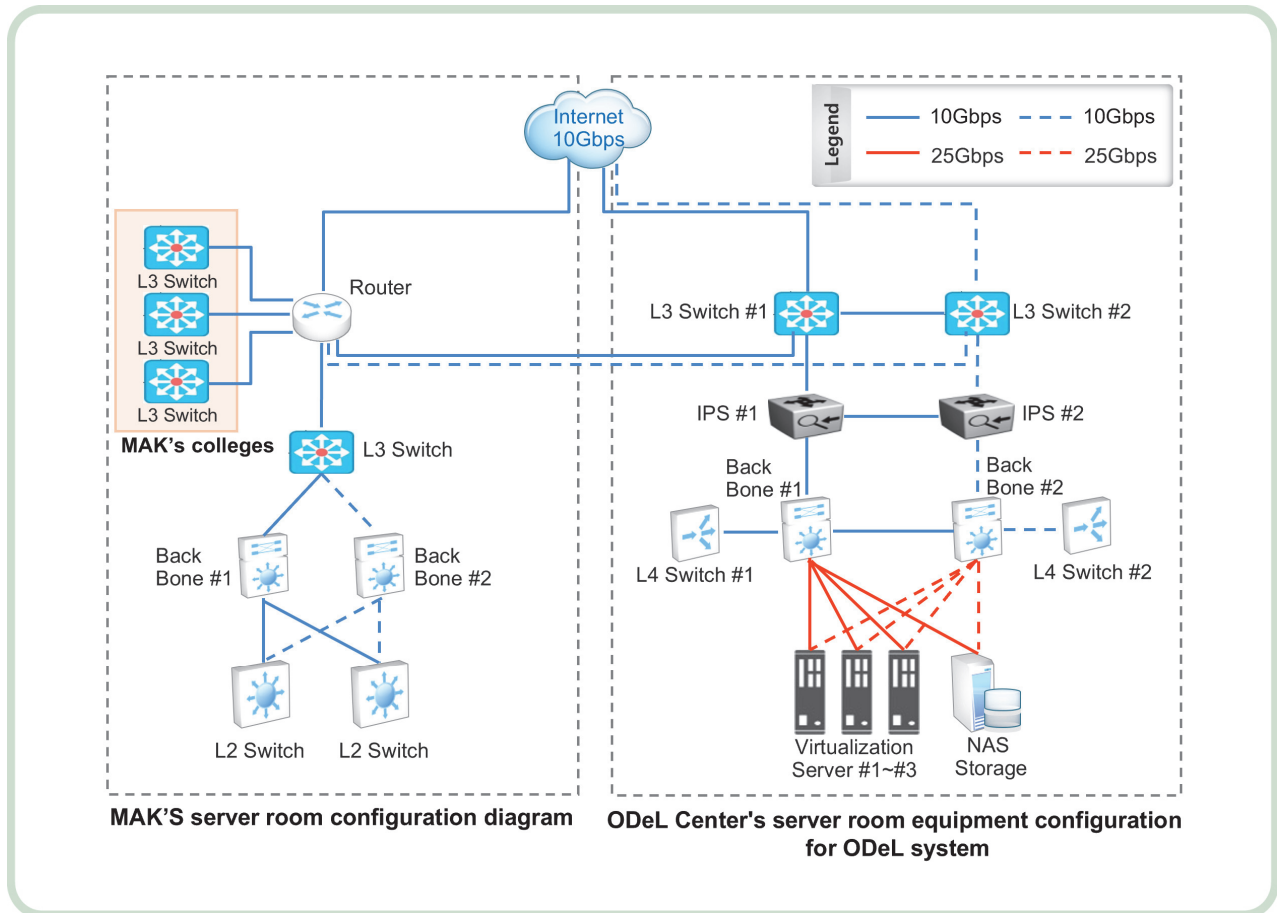 Internet
10Gbps
Legend
10Gbps
10Gbps
25Gbps
25Gbps
L3 Switch
L3 Switch
L3 Switch
MAK's colleges
Router
L3 Switch
Back
Bone #1
Back
Bone #2
L2 Switch
L2 Switch
MAK'S server room configuration diagram
L3 Switch #1
L3 Switch #2
IPS #1
IPS #2
Back
Bone #1
Back
Bone #2
L4 Switch #1
L4 Switch #2
Virtualization
Server #1~#3
NAS
Storage
ODeL Center's server room equipment configuration
for ODeL system